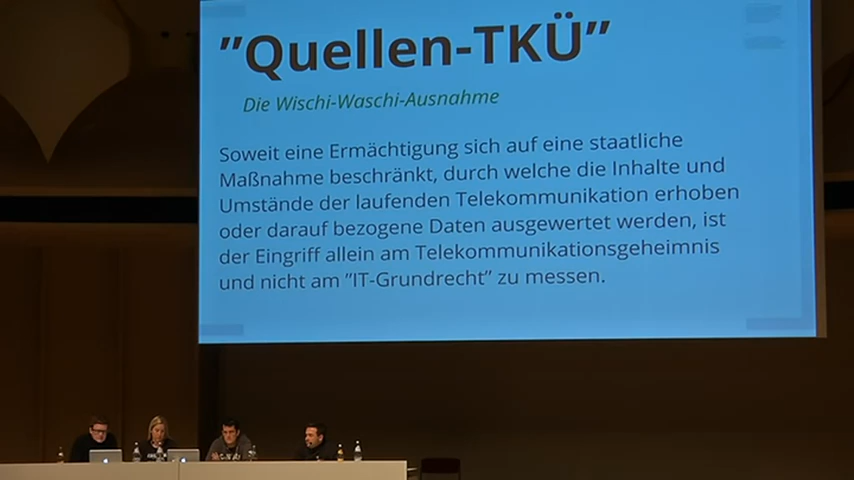 ”Quellen-TKÜ”
Die Wischi-Waschi-Ausnahme
Soweit eine Ermächtigung sich auf eine staatliche
Maßnahme beschränkt, durch welche die Inhalte und
Umstände der laufenden Telekommunikation erhoben
oder darauf bezogene Daten ausgewertet werden, ist
der Eingriff allein am Telekommunikationsgeheimnis
und nicht am ”IT-Grundrecht” zu messen.